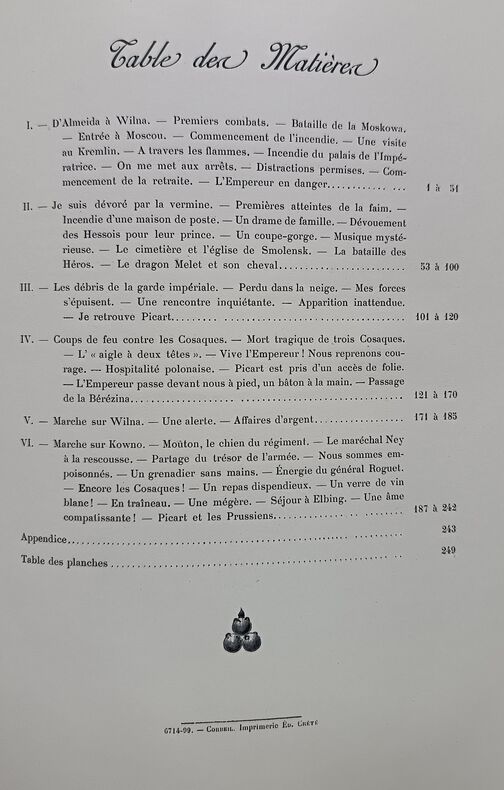 Table des Matières
I. — D'Almeida à Wilna. — Premiers combats. — Bataille de la Moskowa.
— Entrée à Moscou. — Commencement de l'incendie. — Une visite
au Kremlin. — A travers les flammes. — Incendie du palais de l'Impé-
ratrice. — On me met aux arrêts. — Distractions permises. — Com-
mencement de la retraite. — L'Empereur en danger............... 1 à 51
II. — Je suis dévoré par la vermine. — Premières atteintes de la faim. —
Incendie d'une maison de poste. — Un drame de famille. — Dévouement
des Hessois pour leur prince. — Un coupe-gorge. — Musique mysté-
rieuse. — Le cimetière et l'église de Smolensk. — La bataille des
Héros. — Le dragon Melet et son cheval........................ 53 à 100
III. — Les débris de la garde impériale. — Perdu dans la neige. — Mes forces
s'épuisent. — Une rencontre inquiétante. — Apparition inattendue.
— Je retrouve Picart........................................ 101 à 120
IV. — Coups de feu contre les Cosaques. — Mort tragique de trois Cosaques.
— L' « aigle à deux têtes ». — Vive l'Empereur ! Nous reprenons cou-
rage. — Hospitalité polonaise. — Picart est pris d'un accès de folie.
— L'Empereur passe devant nous à pied, un bâton à la main. — Passage
de la Bérézina.............................................. 121 à 170
V. — Marche sur Wilna. — Une alerte. — Affaires d'argent.................. 171 à 185
VI. — Marche sur Kowno. — Moûton, le chien du régiment. — Le maréchal Ney
à la rescousse. — Partage du trésor de l'armée. — Nous sommes em-
poisonnés. — Un grenadier sans mains. — Énergie du général Roguet.
— Encore les Cosaques ! — Un repas dispendieux. — Un verre de vin
blanc ! — En traîneau. — Une mégère. — Séjour à Elbing. — Une âme
compatissante ! — Picart et les Prussiens........................ 187 à 242
Appendice.................................................... 243
Table des planches............................................ 249
6714-99. — Corbeil. Imprimerie Éd. Crété